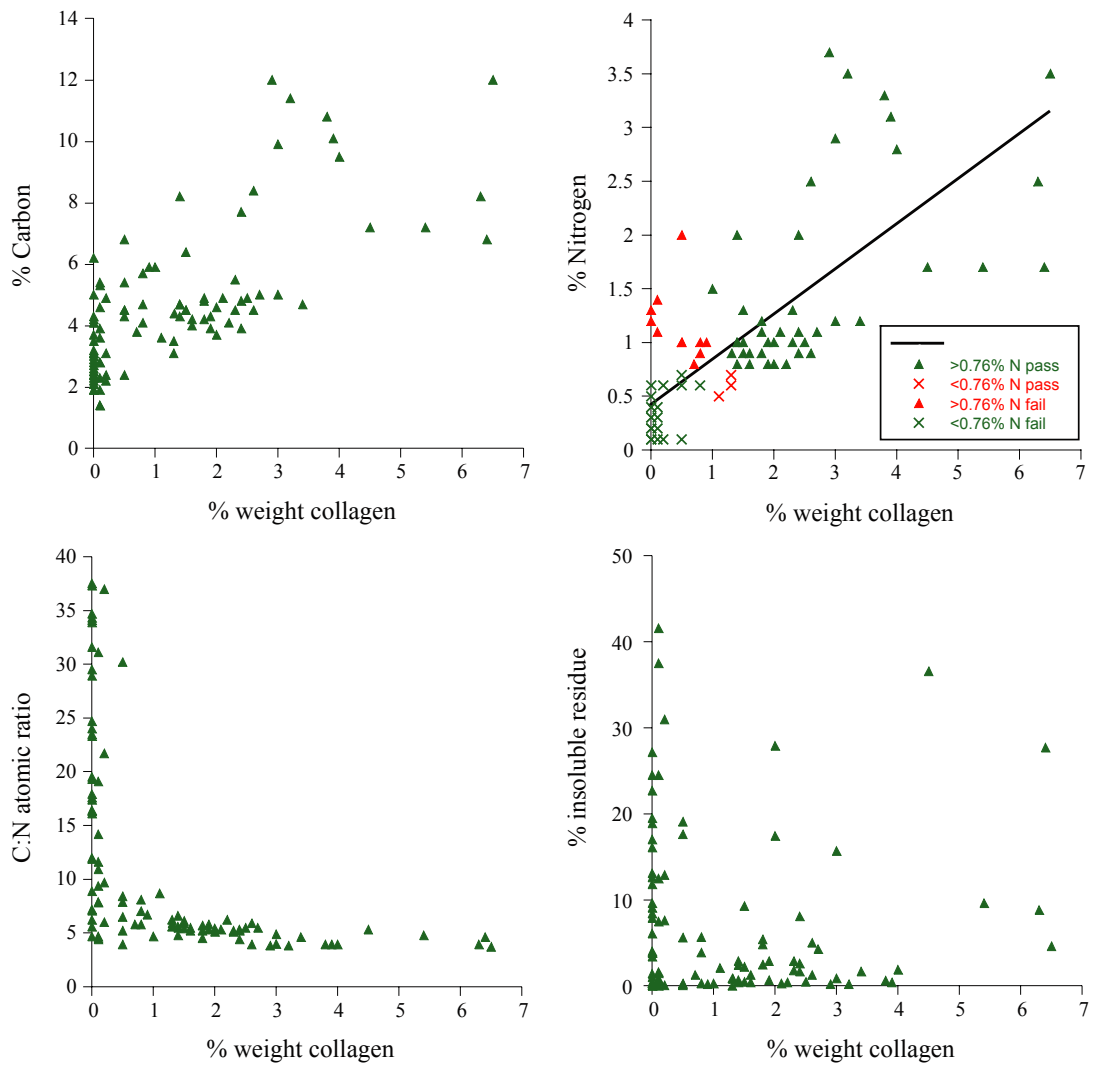 14
12
10
8
6
4
2
0
% Carbon
0 1 2 3 4 5 6 7
% weight collagen
4
3.5
3
2.5
2
1.5
1
0.5
0
% Nitrogen
>0.76% N pass
<0.76% N pass
>0.76% N fail
<0.76% N fail
0 1 2 3 4 5 6 7
% weight collagen
40
35
30
25
20
15
10
5
0
C:N atomic ratio
0 1 2 3 4 5 6 7
% weight collagen
50
40
30
20
10
0
% insoluble residue
0 1 2 3 4 5 6 7
% weight collagen